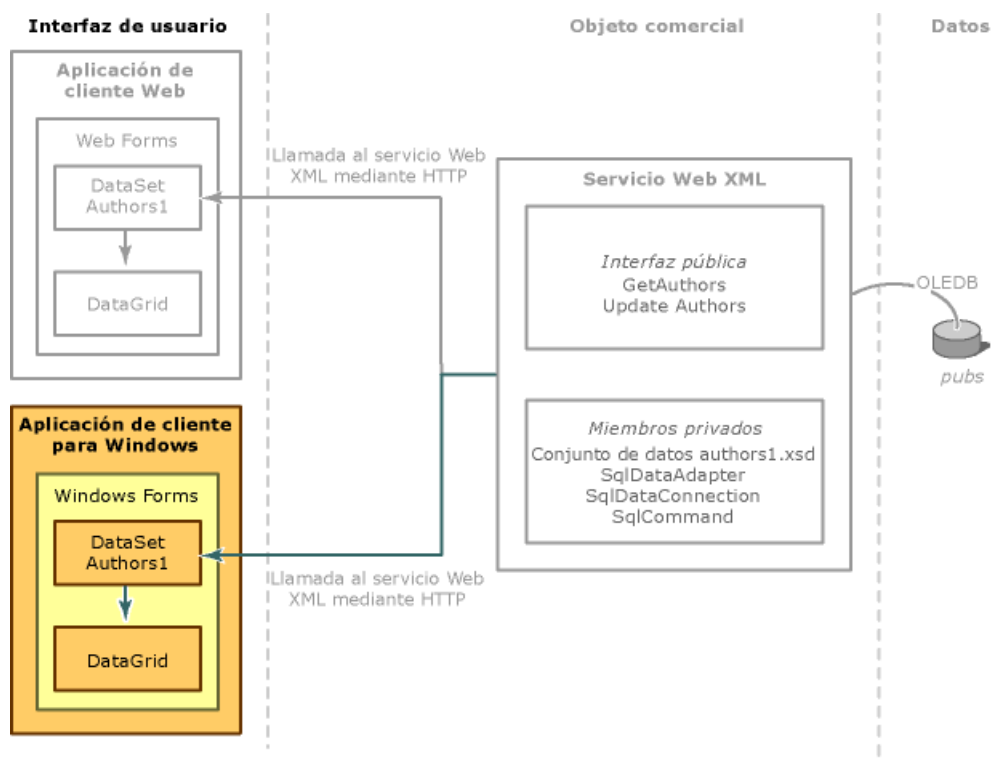 Interfaz de usuario
Objeto comercial
Datos
Aplicación de
cliente Web
Web Forms
DataSet
Authors1
DataGrid
Llamada al servicio Web
XML mediante HTTP
Servicio Web XML
Interfaz pública
GetAuthors
Update Authors
OLEDB
pubs
Miembros privados
Conjunto de datos authors1.xsd
SqlDataAdapter
SqlDataConnection
SqlCommand
Aplicación de cliente
para Windows
Windows Forms
DataSet
Authors1
DataGrid
Llamada al servicio Web
XML mediante HTTP